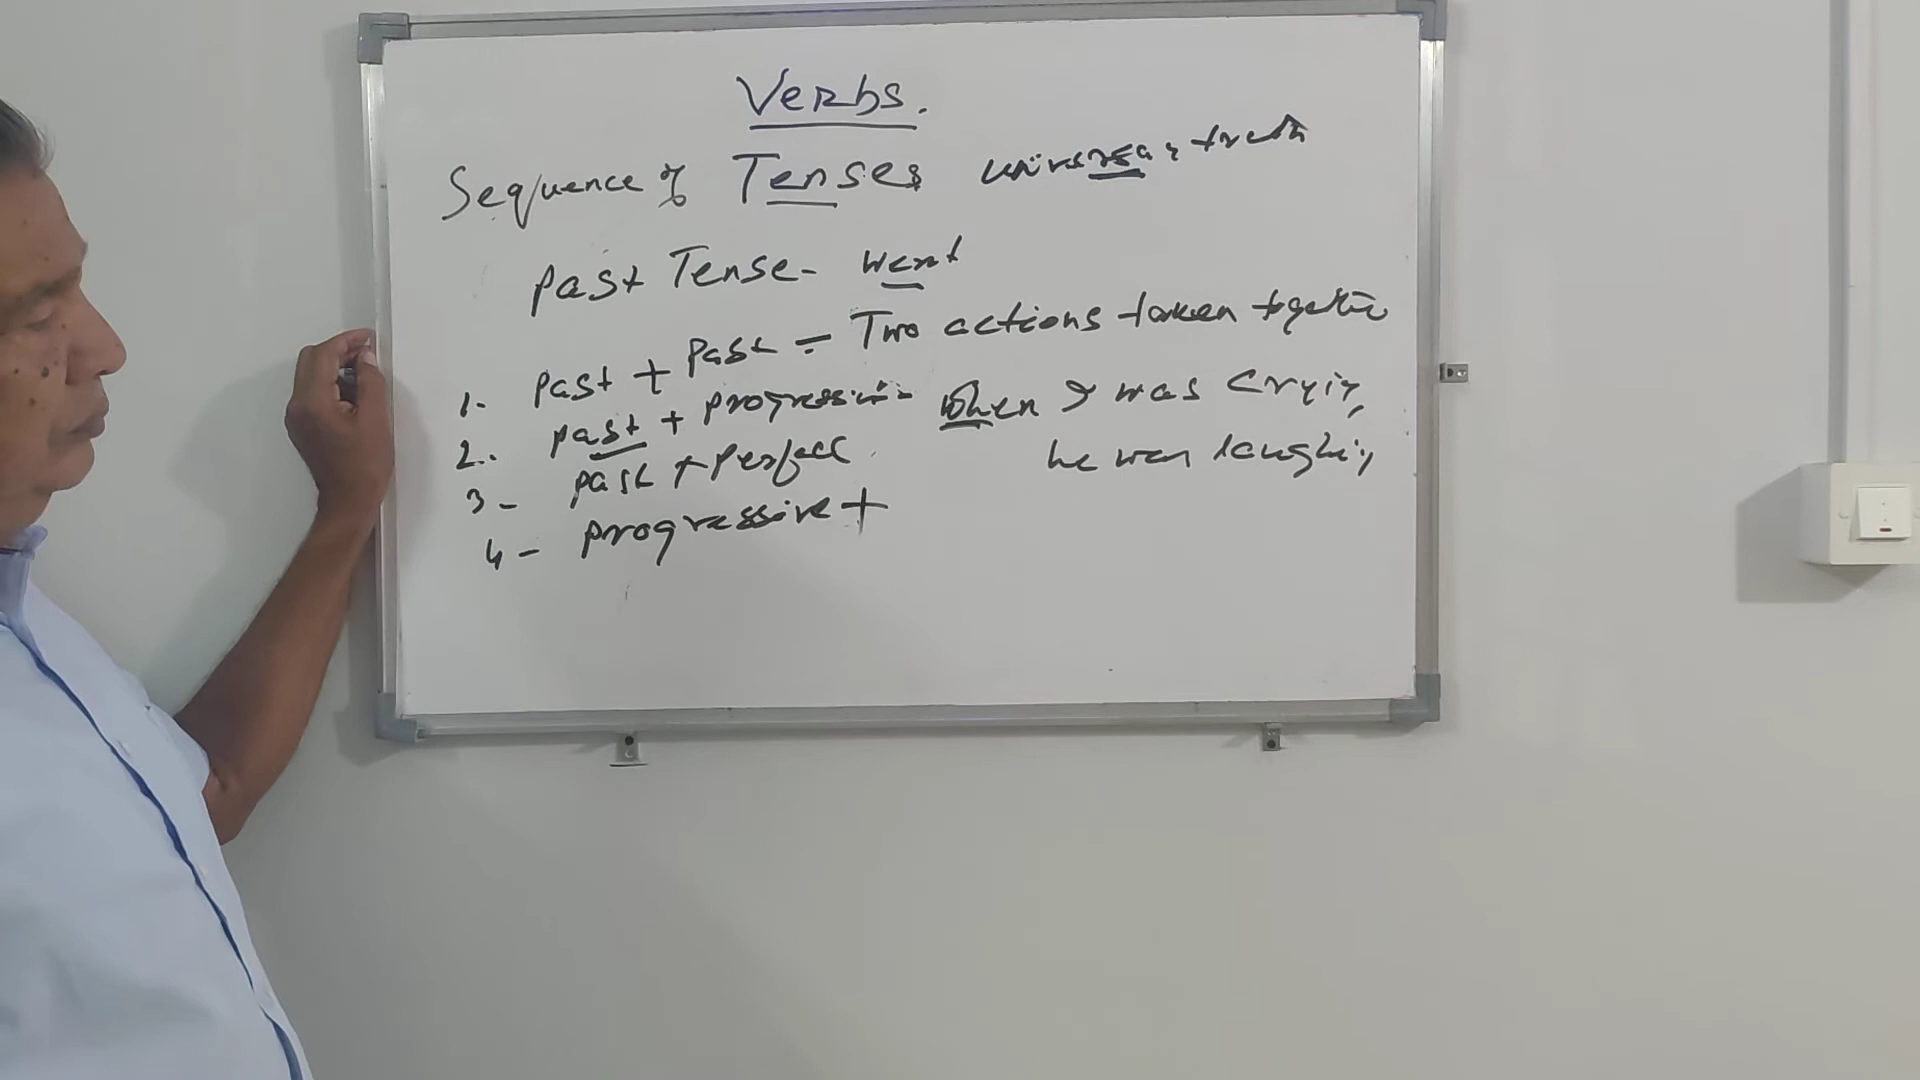 Verbs.
Sequence of Tenses universal truth
Past Tense - went
1- Past + Past - Two actions taken together
2. Past + progressive - When I was crying,
he was laughing
3- Past + Perfect
4- Progressive +